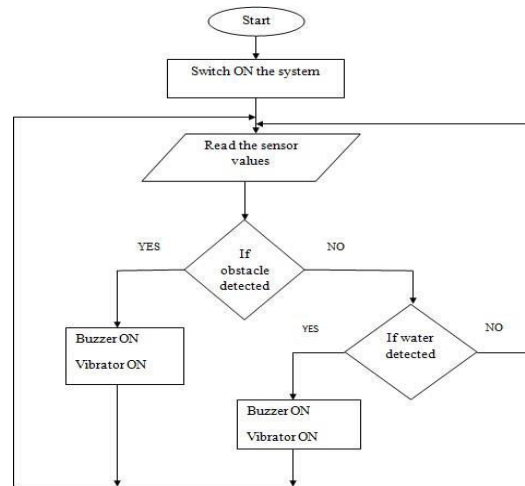 Start
Switch ON the system
Read the sensor
values
YES
NO
If
obstacle
detected
Buzzer ON
Vibrator ON
YES
If water
detected
NO
Buzzer ON
Vibrator ON